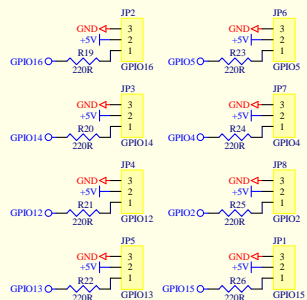 JP2
GND 3
+5V 2
R19 1
GPIO16 GPIO16
220R
JP6
GND 3
+5V 2
R23 1
GPIO5 GPIO5
220R
JP3
GND 3
+5V 2
R20 1
GPIO14 GPIO14
220R
JP7
GND 3
+5V 2
R24 1
GPIO4 GPIO4
220R
JP4
GND 3
+5V 2
R21 1
GPIO12 GPIO12
220R
JP8
GND 3
+5V 2
R25 1
GPIO2 GPIO2
220R
JP5
GND 3
+5V 2
R22 1
GPIO13 GPIO13
220R
JP1
GND 3
+5V 2
R26 1
GPIO15 GPIO15
220R